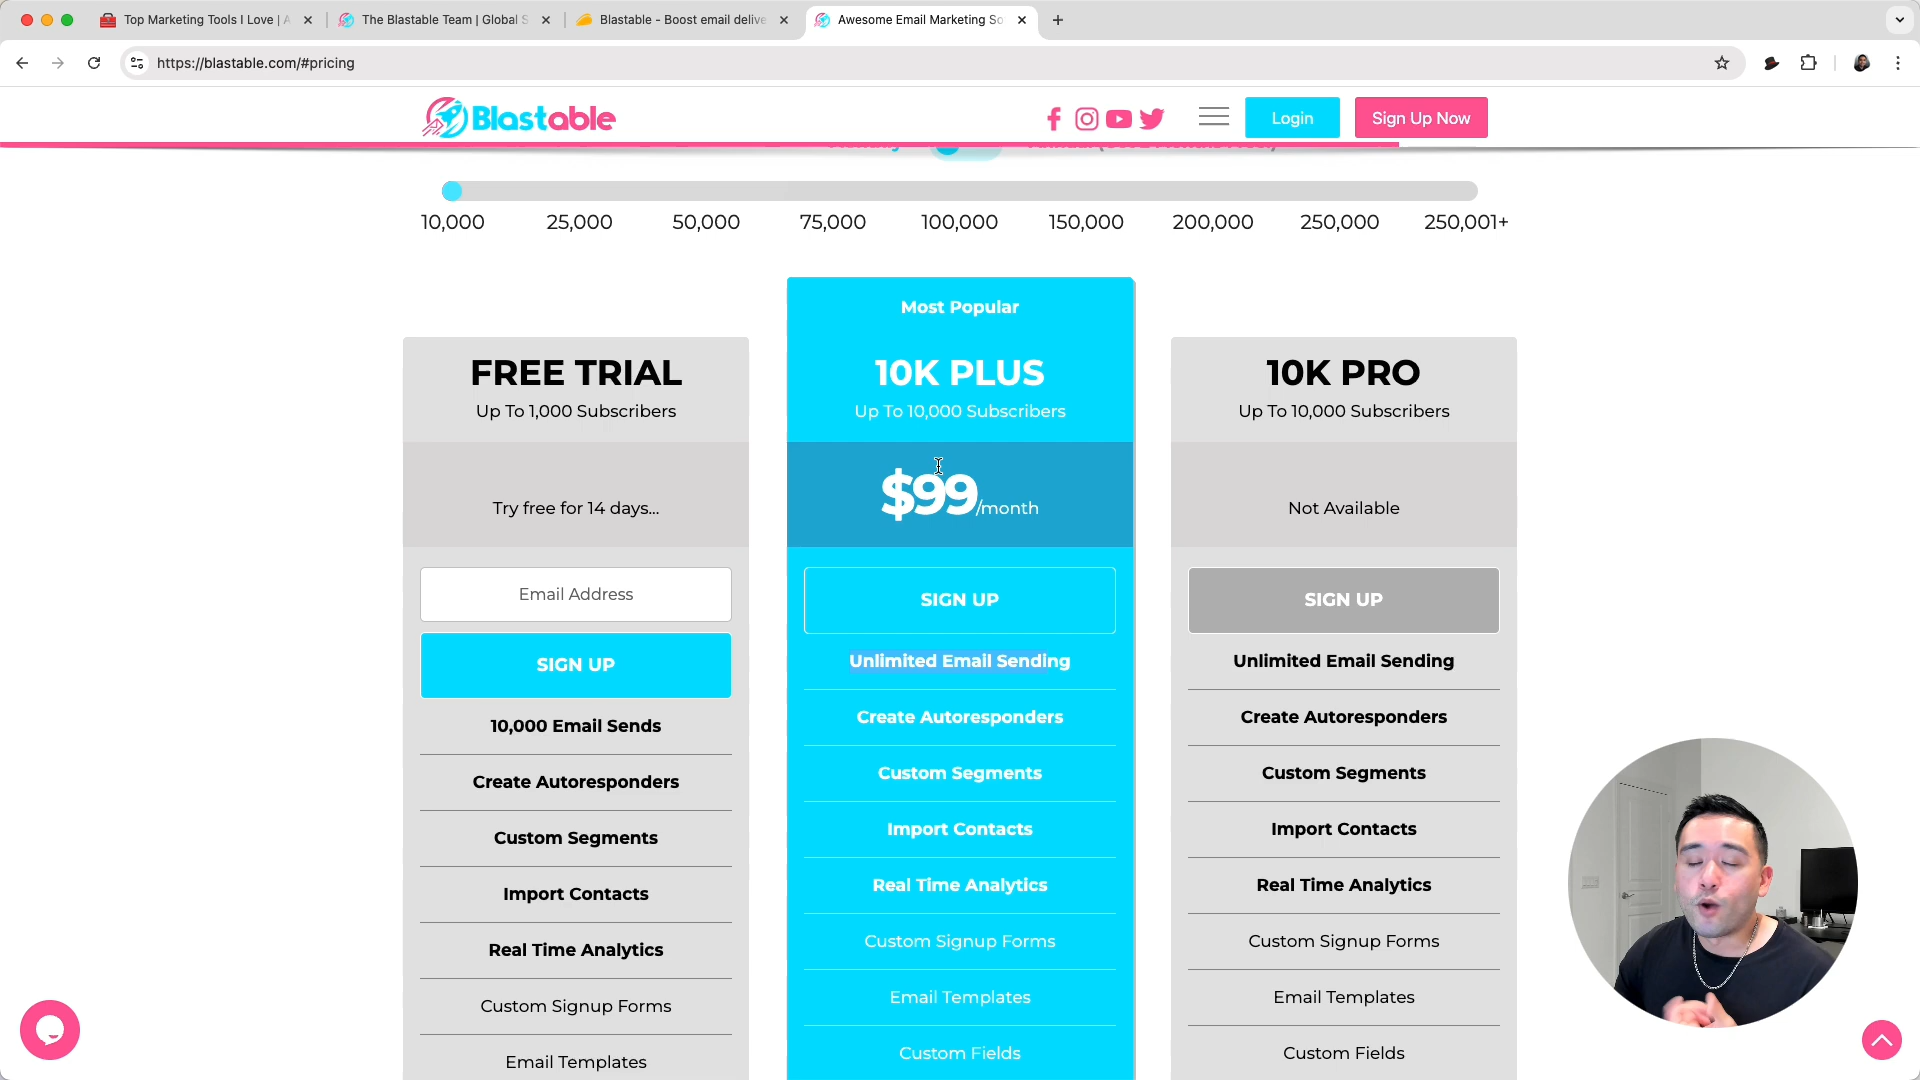 Top Marketing Tools I Love | A
The Blastable Team | Global S
Blastable - Boost email delive
Awesome Email Marketing So
https://blastable.com/#pricing
Blastable
Login
Sign Up Now
10,000
25,000
50,000
75,000
100,000
150,000
200,000
250,000
250,001+
FREE TRIAL
Up To 1,000 Subscribers
Try free for 14 days...
Email Address
SIGN UP
10,000 Email Sends
Create Autoresponders
Custom Segments
Import Contacts
Real Time Analytics
Custom Signup Forms
Email Templates
Most Popular
10K PLUS
Up To 10,000 Subscribers
$99/month
SIGN UP
Unlimited Email Sending
Create Autoresponders
Custom Segments
Import Contacts
Real Time Analytics
Custom Signup Forms
Email Templates
Custom Fields
10K PRO
Up To 10,000 Subscribers
Not Available
SIGN UP
Unlimited Email Sending
Create Autoresponders
Custom Segments
Import Contacts
Real Time Analytics
Custom Signup Forms
Email Templates
Custom Fields